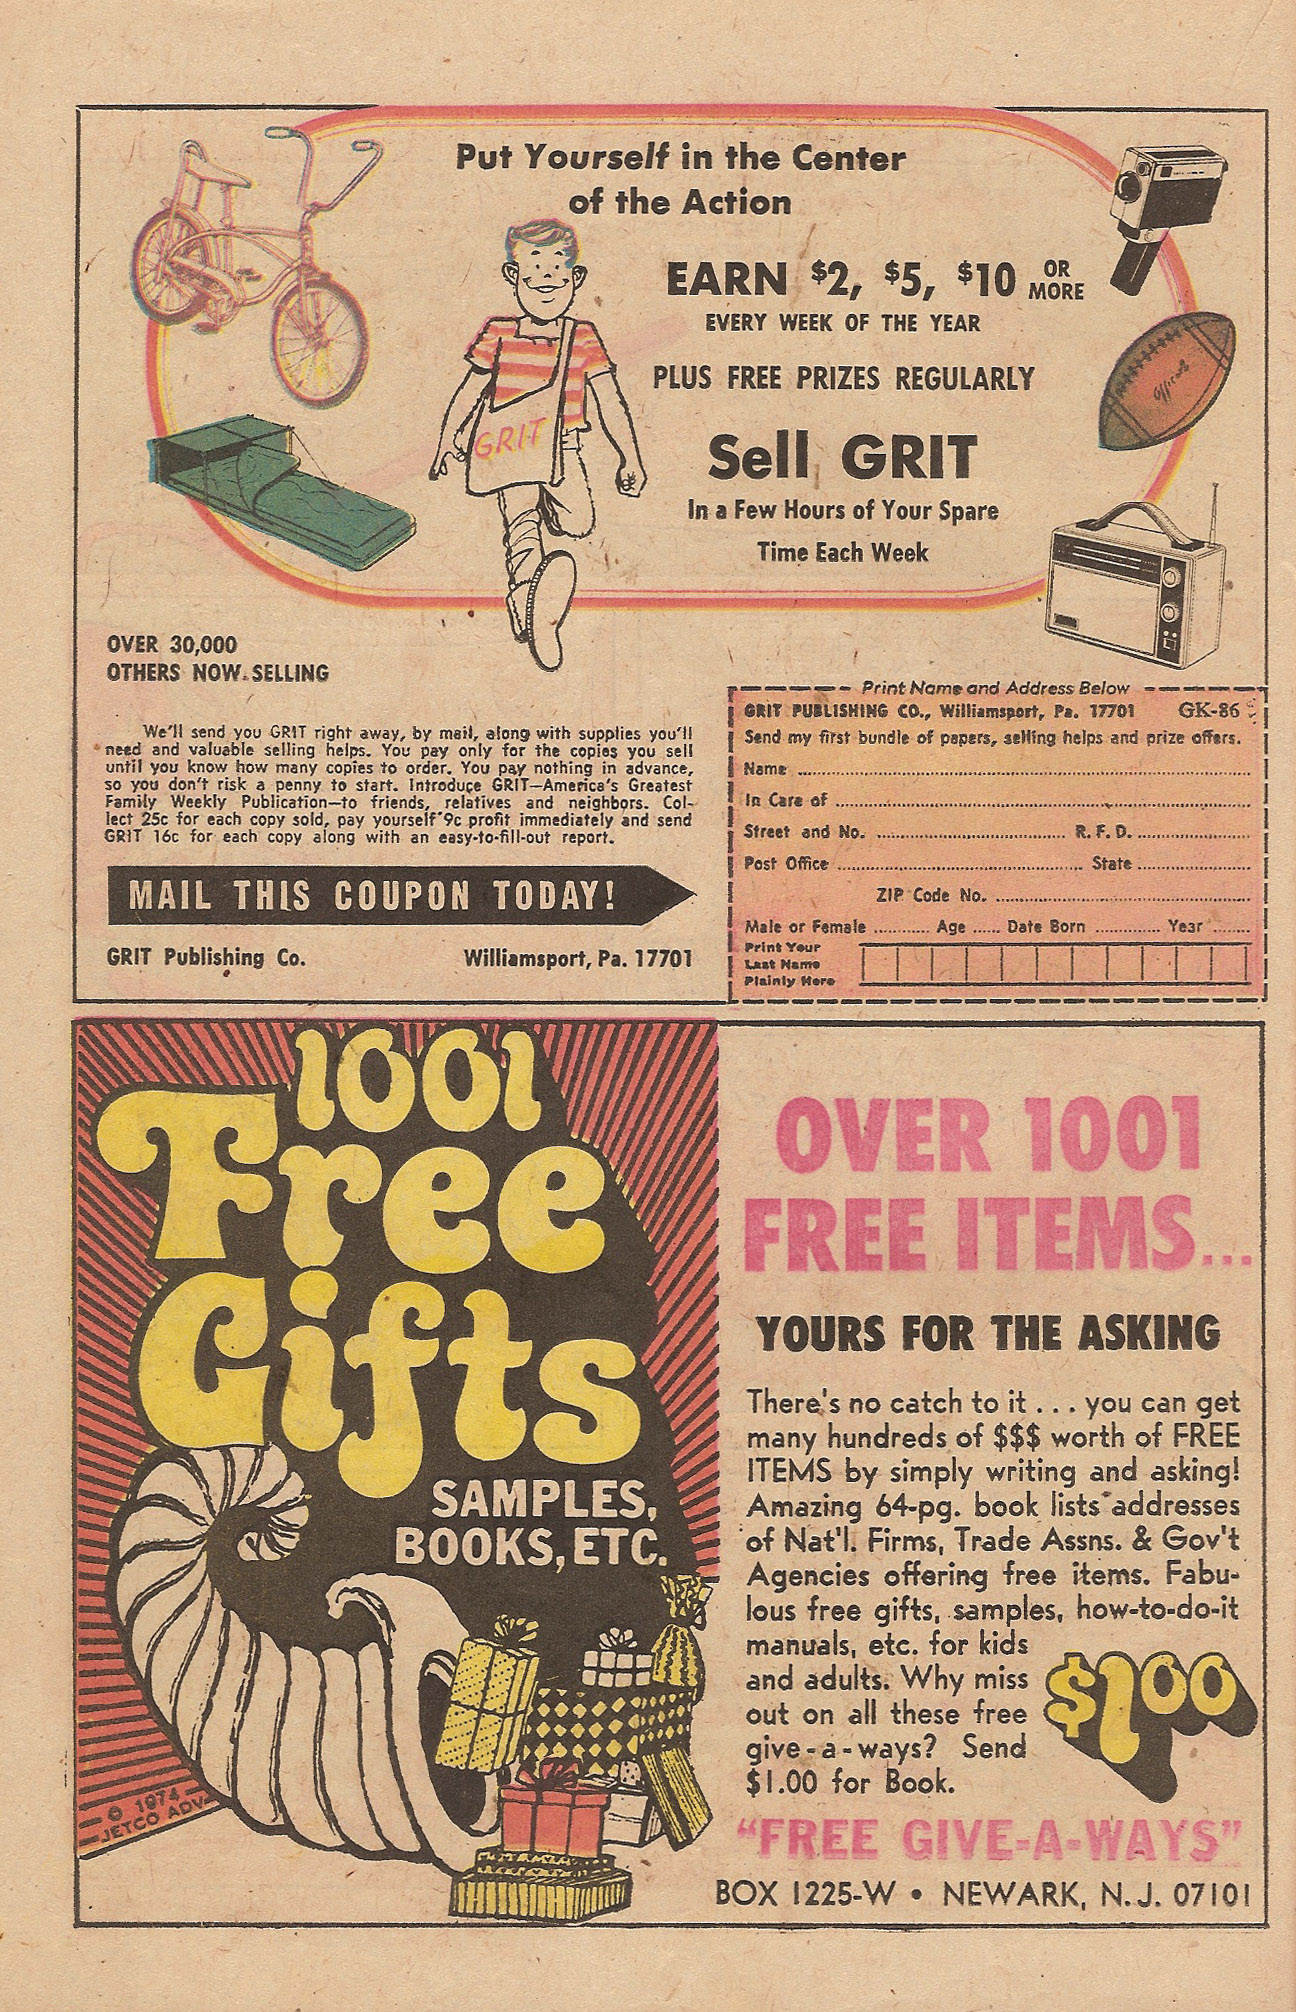 Put Yourself in the Center
of the Action
EARN $2, $5, $10 OR MORE
EVERY WEEK OF THE YEAR
PLUS FREE PRIZES REGULARLY
Sell GRIT
In a Few Hours of Your Spare
Time Each Week
GRIT
Official
OVER 30,000
OTHERS NOW SELLING
We'll send you GRIT right away, by mail, along with supplies you'll
need and valuable selling helps. You pay only for the copies you sell
until you know how many copies to order. You pay nothing in advance,
so you don't risk a penny to start. Introduce GRIT—America's Greatest
Family Weekly Publication—to friends, relatives and neighbors. Col-
lect 25c for each copy sold, pay yourself 9c profit immediately and send
GRIT 16c for each copy along with an easy-to-fill-out report.
MAIL THIS COUPON TODAY!
GRIT Publishing Co. Williamsport, Pa. 17701
Print Name and Address Below
GRIT PUBLISHING CO., Williamsport, Pa. 17701 GK-86
Send my first bundle of papers, selling helps and prize offers.
Name
In Care of
Street and No. R. F. D.
Post Office State
ZIP Code No.
Male or Female Age Date Born Year
Print Your
Last Name
Plainly Here
1001
Free
Gifts
SAMPLES,
BOOKS, ETC.
© 1974
JETCO ADV
OVER 1001
FREE ITEMS...
YOURS FOR THE ASKING
There's no catch to it . . . you can get
many hundreds of $$$ worth of FREE
ITEMS by simply writing and asking!
Amazing 64-pg. book lists addresses
of Nat'l. Firms, Trade Assns. & Gov't
Agencies offering free items. Fabu-
lous free gifts, samples, how-to-do-it
manuals, etc. for kids
and adults. Why miss
out on all these free
give-a-ways? Send
$1.00 for Book.
$1.00
"FREE GIVE-A-WAYS"
BOX 1225-W • NEWARK, N. J. 07101